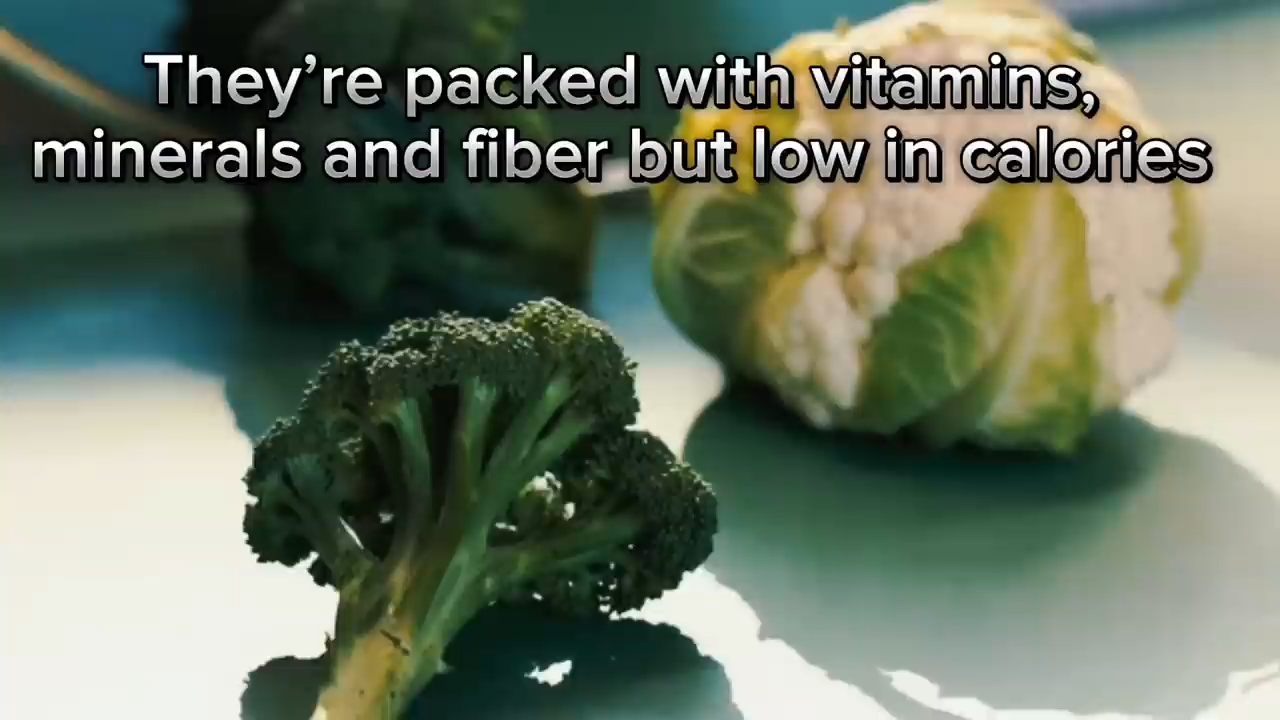 They’re packed with vitamins,
minerals and fiber but low in calories